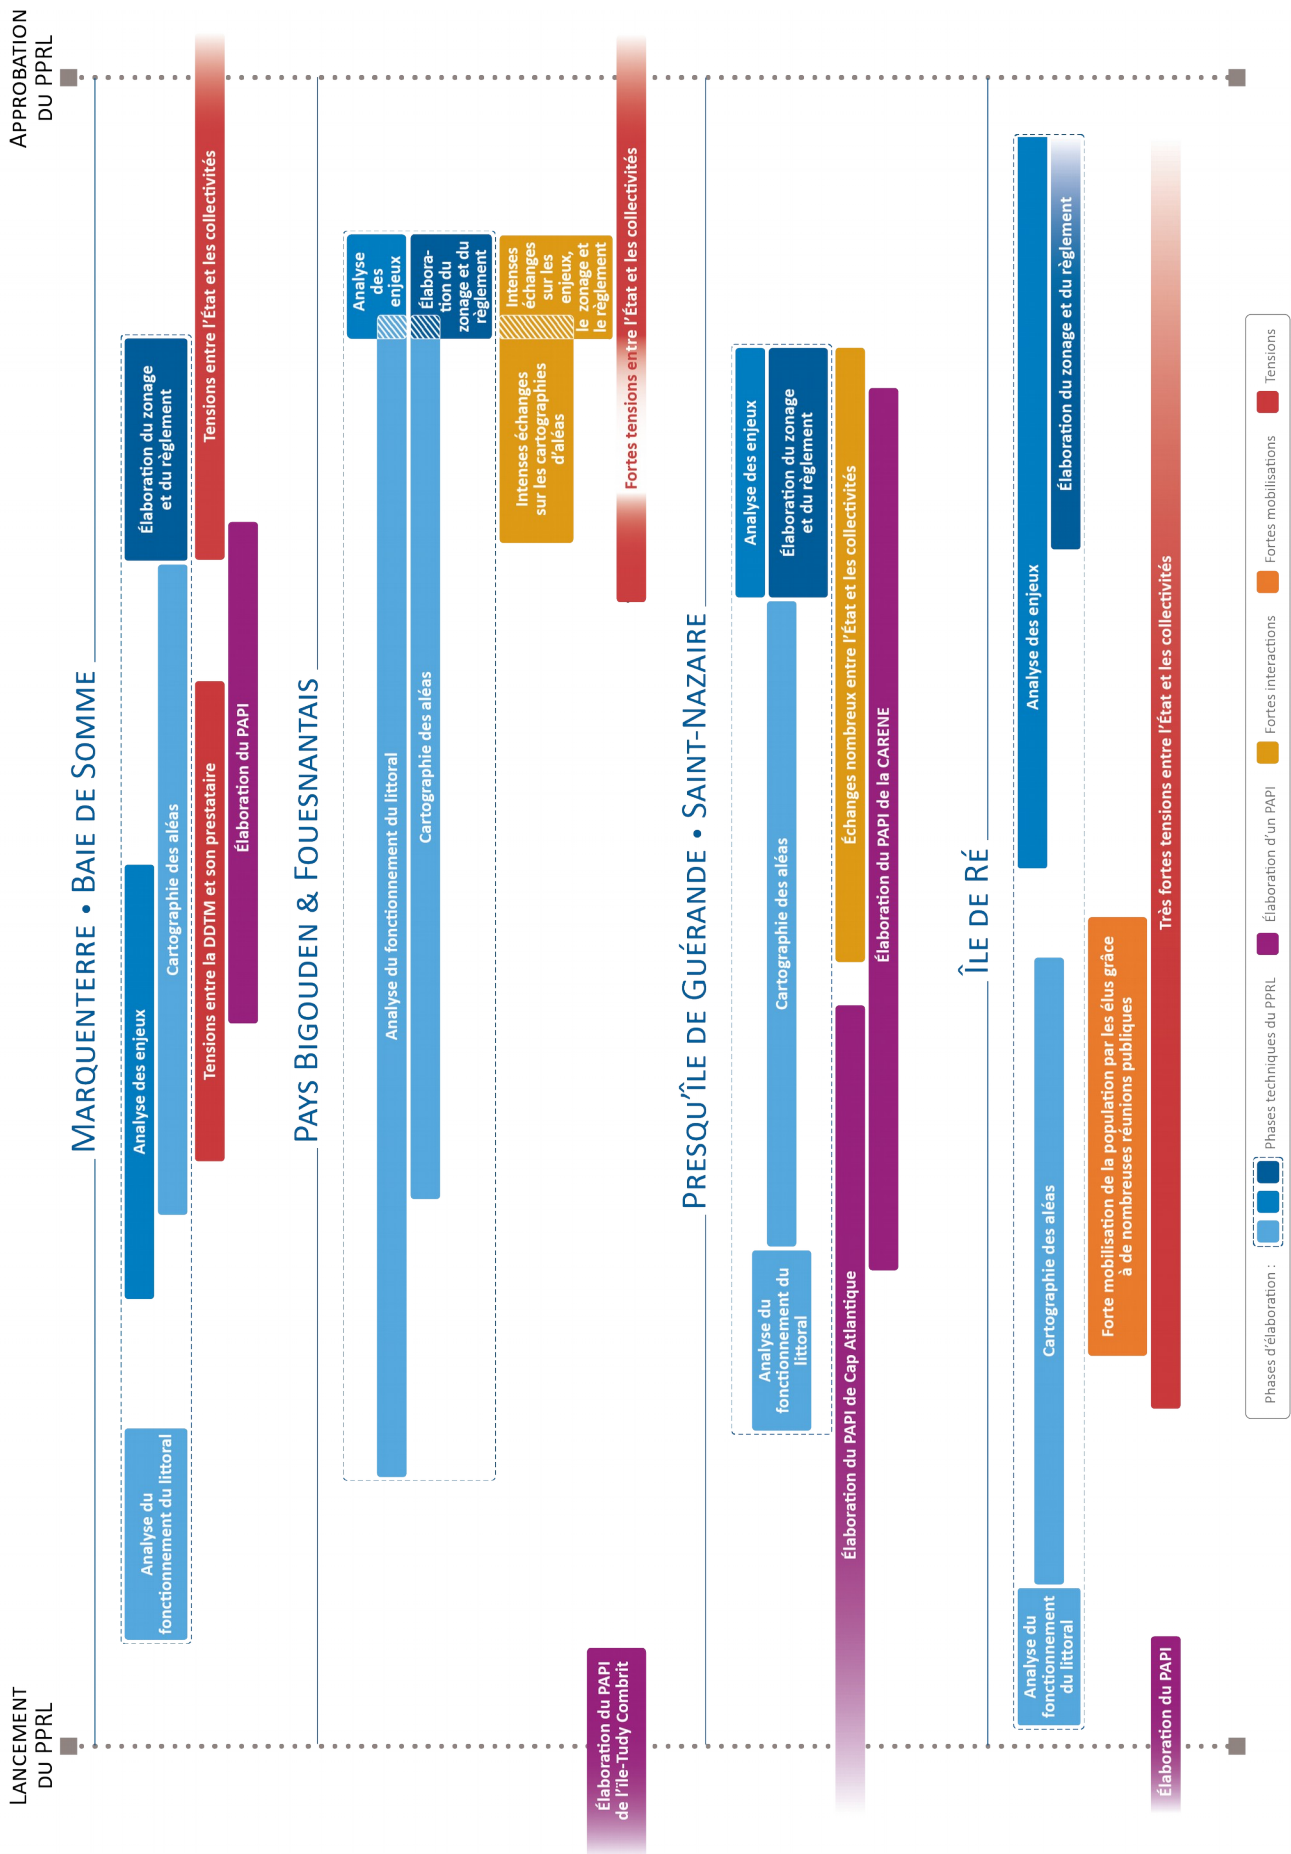 LANCEMENT
DU PPRL
APPROBATION
DU PPRL
MARQUENTERRE • BAIE DE SOMME
Analyse du
fonctionnement du littoral
Analyse des enjeux
Cartographie des aléas
Élaboration du zonage
et du règlement
Tensions entre la DDTM et son prestataire
Tensions entre l’État et les collectivités
Élaboration du PAPI
PAYS BIGOUDEN & FOUESNANTAIS
Analyse du fonctionnement du littoral
Analyse
des
enjeux
Cartographie des aléas
Élabora-
tion du
zonage et du
règlement
Intenses échanges
sur les cartographies
d’aléas
Intenses
échanges
sur les
enjeux,
le zonage et
le règlement
Élaboration du PAPI
de l’île-Tudy Combrit
Fortes tensions entre l’État et les collectivités
PRESQU’ÎLE DE GUÉRANDE • SAINT-NAZAIRE
Analyse du
fonctionnement du
littoral
Cartographie des aléas
Analyse des enjeux
Élaboration du zonage
et du règlement
Élaboration du PAPI de Cap Atlantique
Échanges nombreux entre l’État et les collectivités
Élaboration du PAPI de la CARENE
ÎLE DE RÉ
Analyse du
fonctionnement
du littoral
Cartographie des aléas
Analyse des enjeux
Élaboration du zonage et du règlement
Forte mobilisation de la population par les élus grâce
à de nombreuses réunions publiques
Élaboration du PAPI
Très fortes tensions entre l’État et les collectivités
Phases d’élaboration :
Phases techniques du PPRL
Élaboration d’un PAPI
Fortes interactions
Fortes mobilisations
Tensions